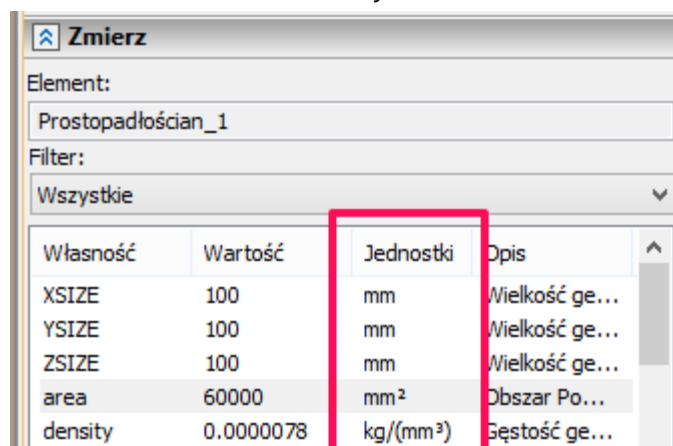 Zmierz
Element:
Prostopadłościan_1
Filter:
Wszystkie
Własność Wartość Jednostki Opis
XSIZE 100 mm Wielkość ge...
YSIZE 100 mm Wielkość ge...
ZSIZE 100 mm Wielkość ge...
area 60000 mm² Obszar Po...
density 0.0000078 kg/(mm³) Gęstość ge...